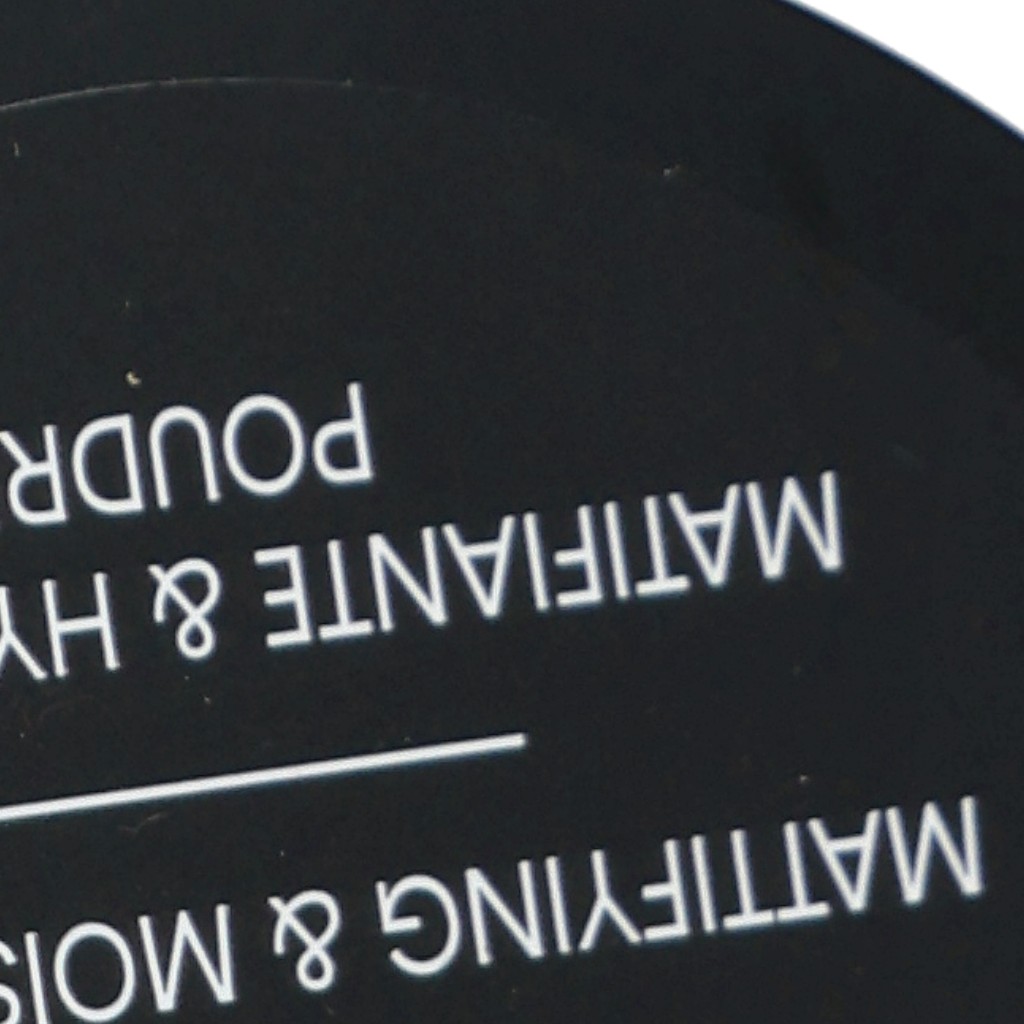 MATTIFYING & MOIS
MATIFIANTE & HY
POUDR